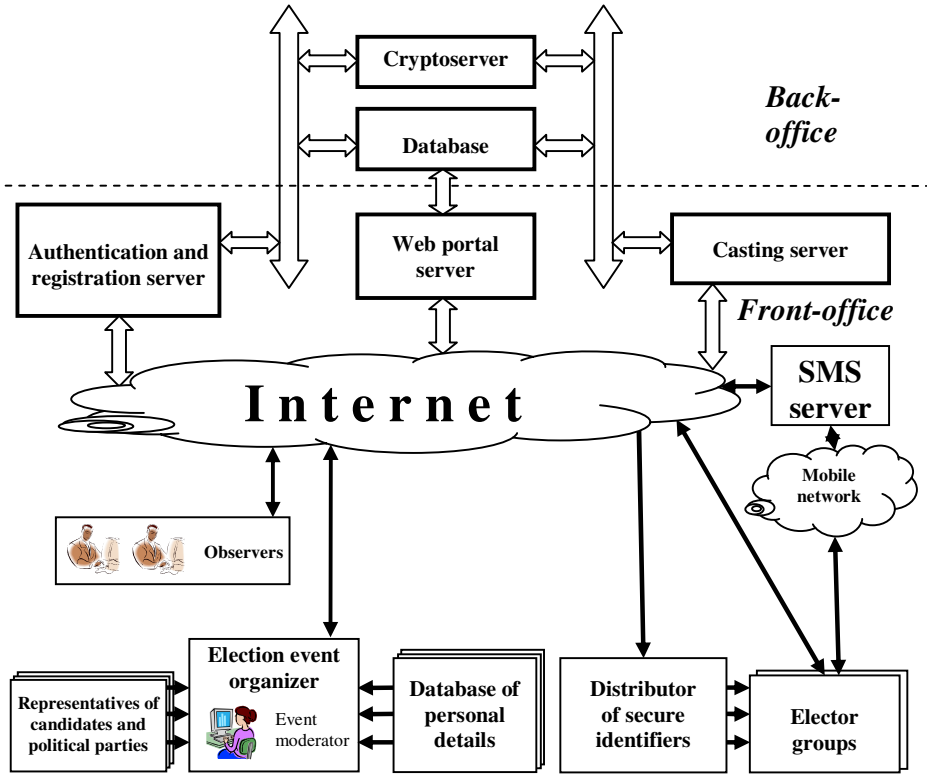 Cryptoserver
Back-
office
Database
Authentication and
registration server
Web portal
server
Casting server
Front-office
Internet
SMS
server
Mobile
network
Observers
Election event
organizer
Event
moderator
Representatives of
candidates and
political parties
Database of
personal
details
Distributor
of secure
identifiers
Elector
groups